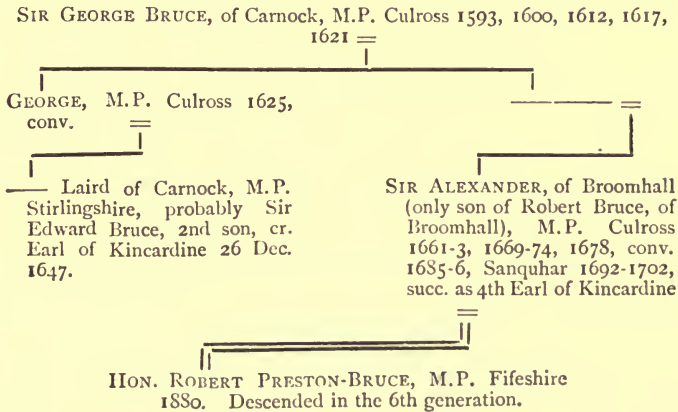 SIR GEORGE BRUCE, of Carnock, M.P. Culross 1593, 1600, 1612, 1617,
1621 =
GEORGE, M.P. Culross 1625,
conv. =
—— —— =
—— Laird of Carnock, M.P.
Stirlingshire, probably Sir
Edward Bruce, 2nd son, cr.
Earl of Kincardine 26 Dec.
1647.
SIR ALEXANDER, of Broomhall
(only son of Robert Bruce, of
Broomhall), M.P. Culross
1661-3, 1669-74, 1678, conv.
1685-6, Sanquhar 1692-1702,
succ. as 4th Earl of Kincardine
=
HON. ROBERT PRESTON-BRUCE, M.P. Fifeshire
1880. Descended in the 6th generation.